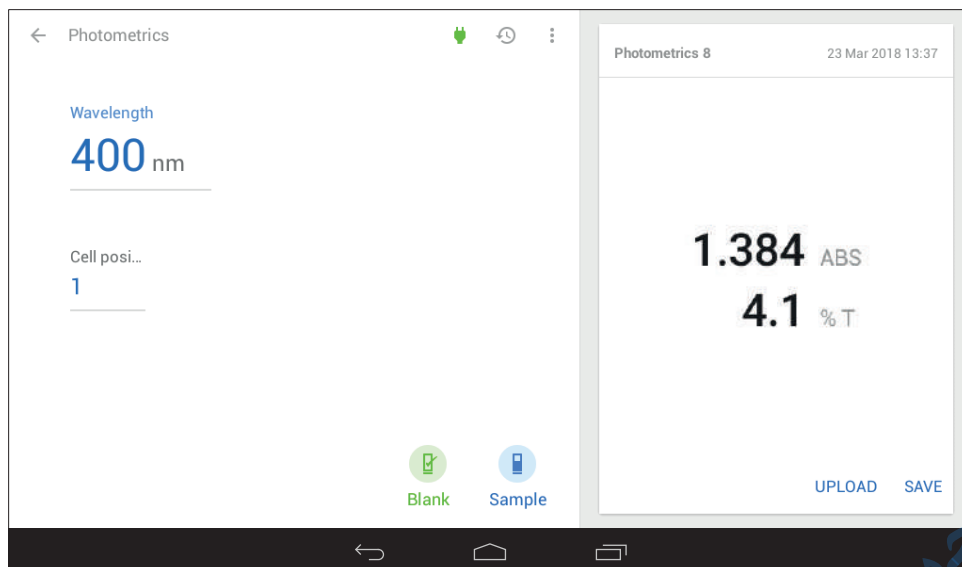 Photometrics
Wavelength
400 nm
Cell posi...
1
Blank
Sample
Photometrics 8
23 Mar 2018 13:37
1.384 ABS
4.1 % T
UPLOAD
SAVE